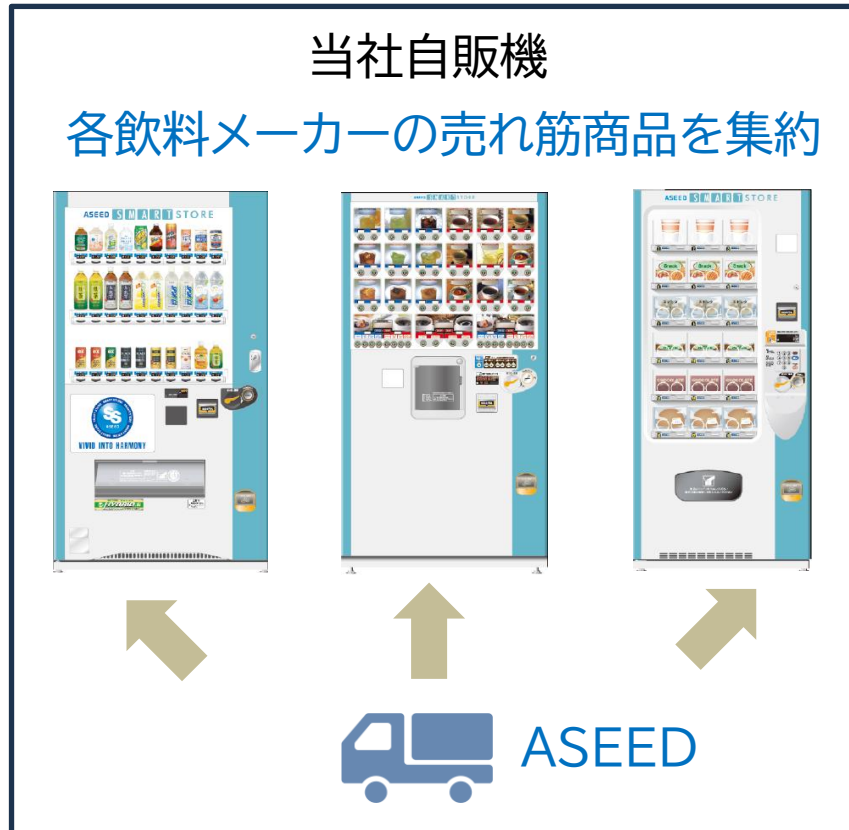 当社自販機
各飲料メーカーの売れ筋商品を集約
ASEED SMART STORE
ASEED SMART STORE
ASEED SMART STORE
SS
VIVID INTO HARMONY
ASEED